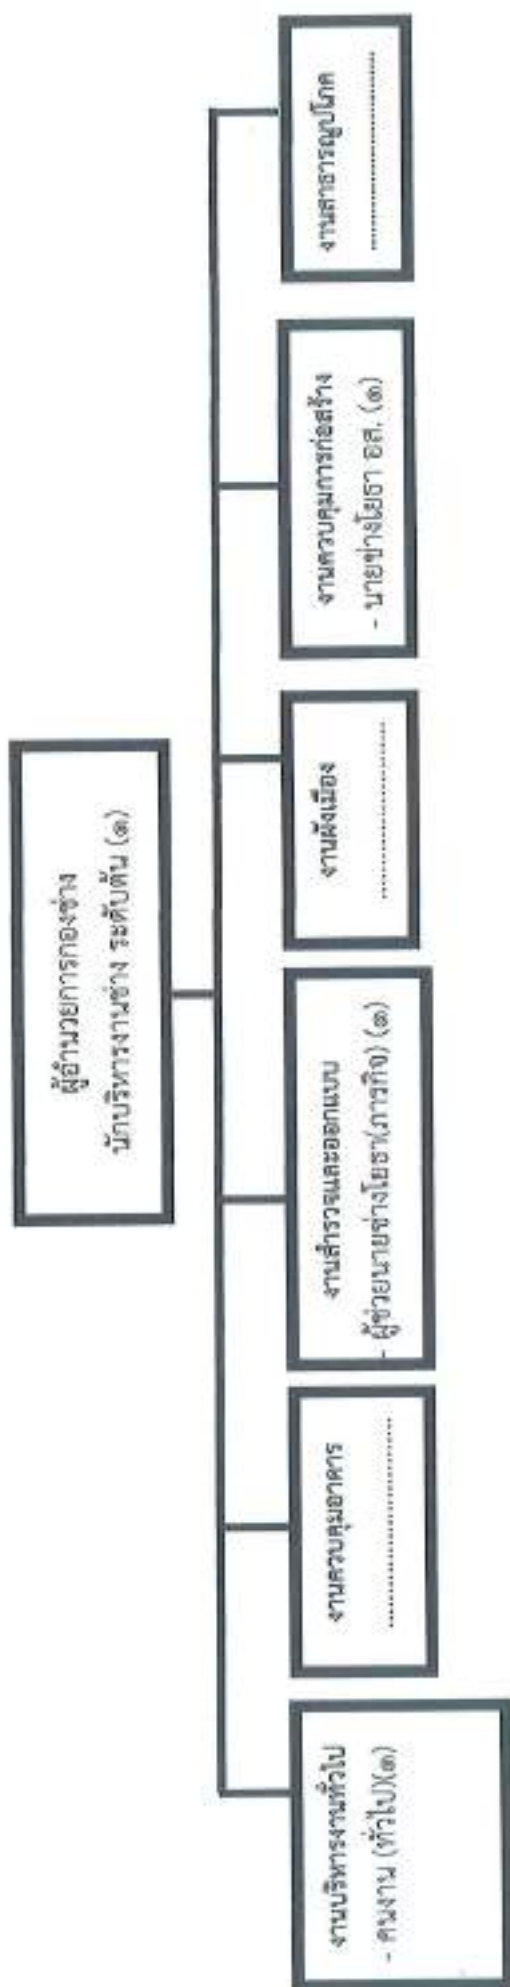 ผู้อำนวยการกองช่าง
นักบริหารงานช่าง ระดับต้น (๑)
งานบริหารงานทั่วไป
- คนงาน (ทั่วไป)(๑)
งานควบคุมอาคาร
................................
งานสำรวจและออกแบบ
- ผู้ช่วยนายช่างโยธา(ภารกิจ) (๑)
งานผังเมือง
..........................
งานควบคุมการก่อสร้าง
- นายช่างโยธา อส. (๑)
งานสาธารณูปโภค
..............................